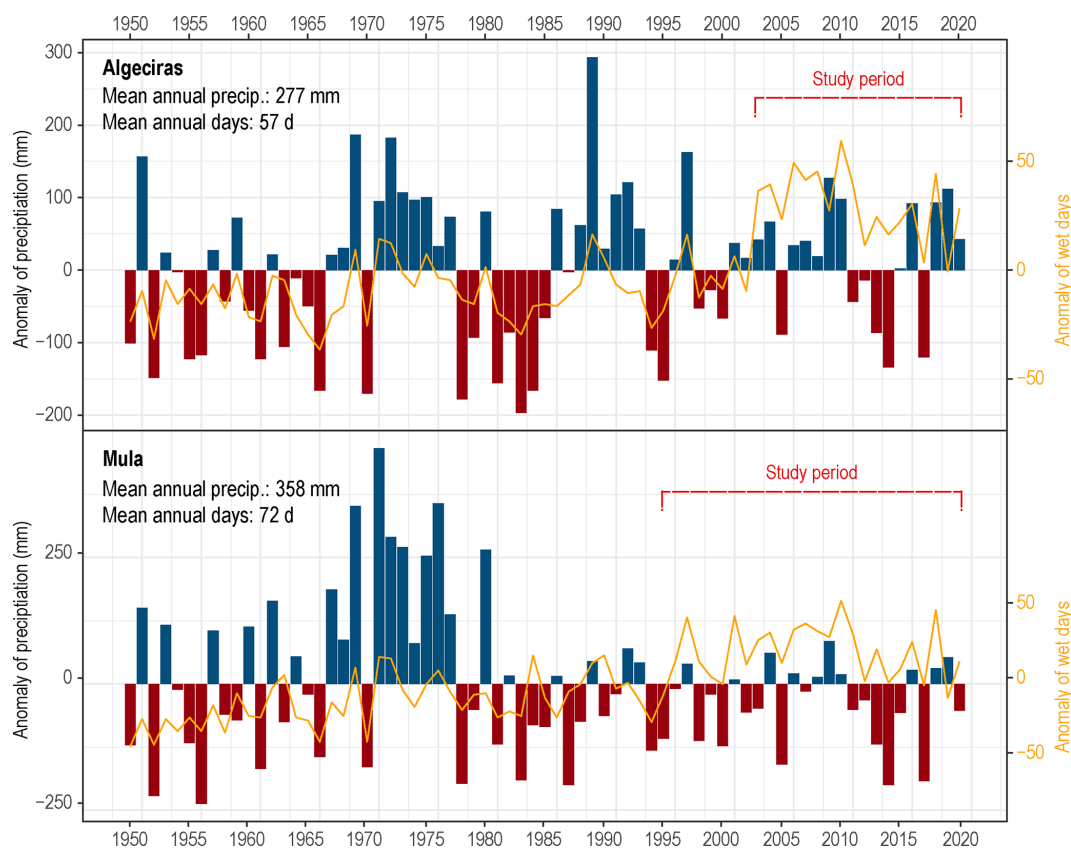 1950 1955 1960 1965 1970 1975 1980 1985 1990 1995 2000 2005 2010 2015 2020
Algeciras
Mean annual precip.: 277 mm
Mean annual days: 57 d
Study period
300
200
100
0
−100
−200
Anomaly of preciptiation (mm)
50
0
−50
Anomaly of wet days
Mula
Mean annual precip.: 358 mm
Mean annual days: 72 d
Study period
250
0
−250
Anomaly of preciptiation (mm)
50
0
−50
Anomaly of wet days
1950 1955 1960 1965 1970 1975 1980 1985 1990 1995 2000 2005 2010 2015 2020